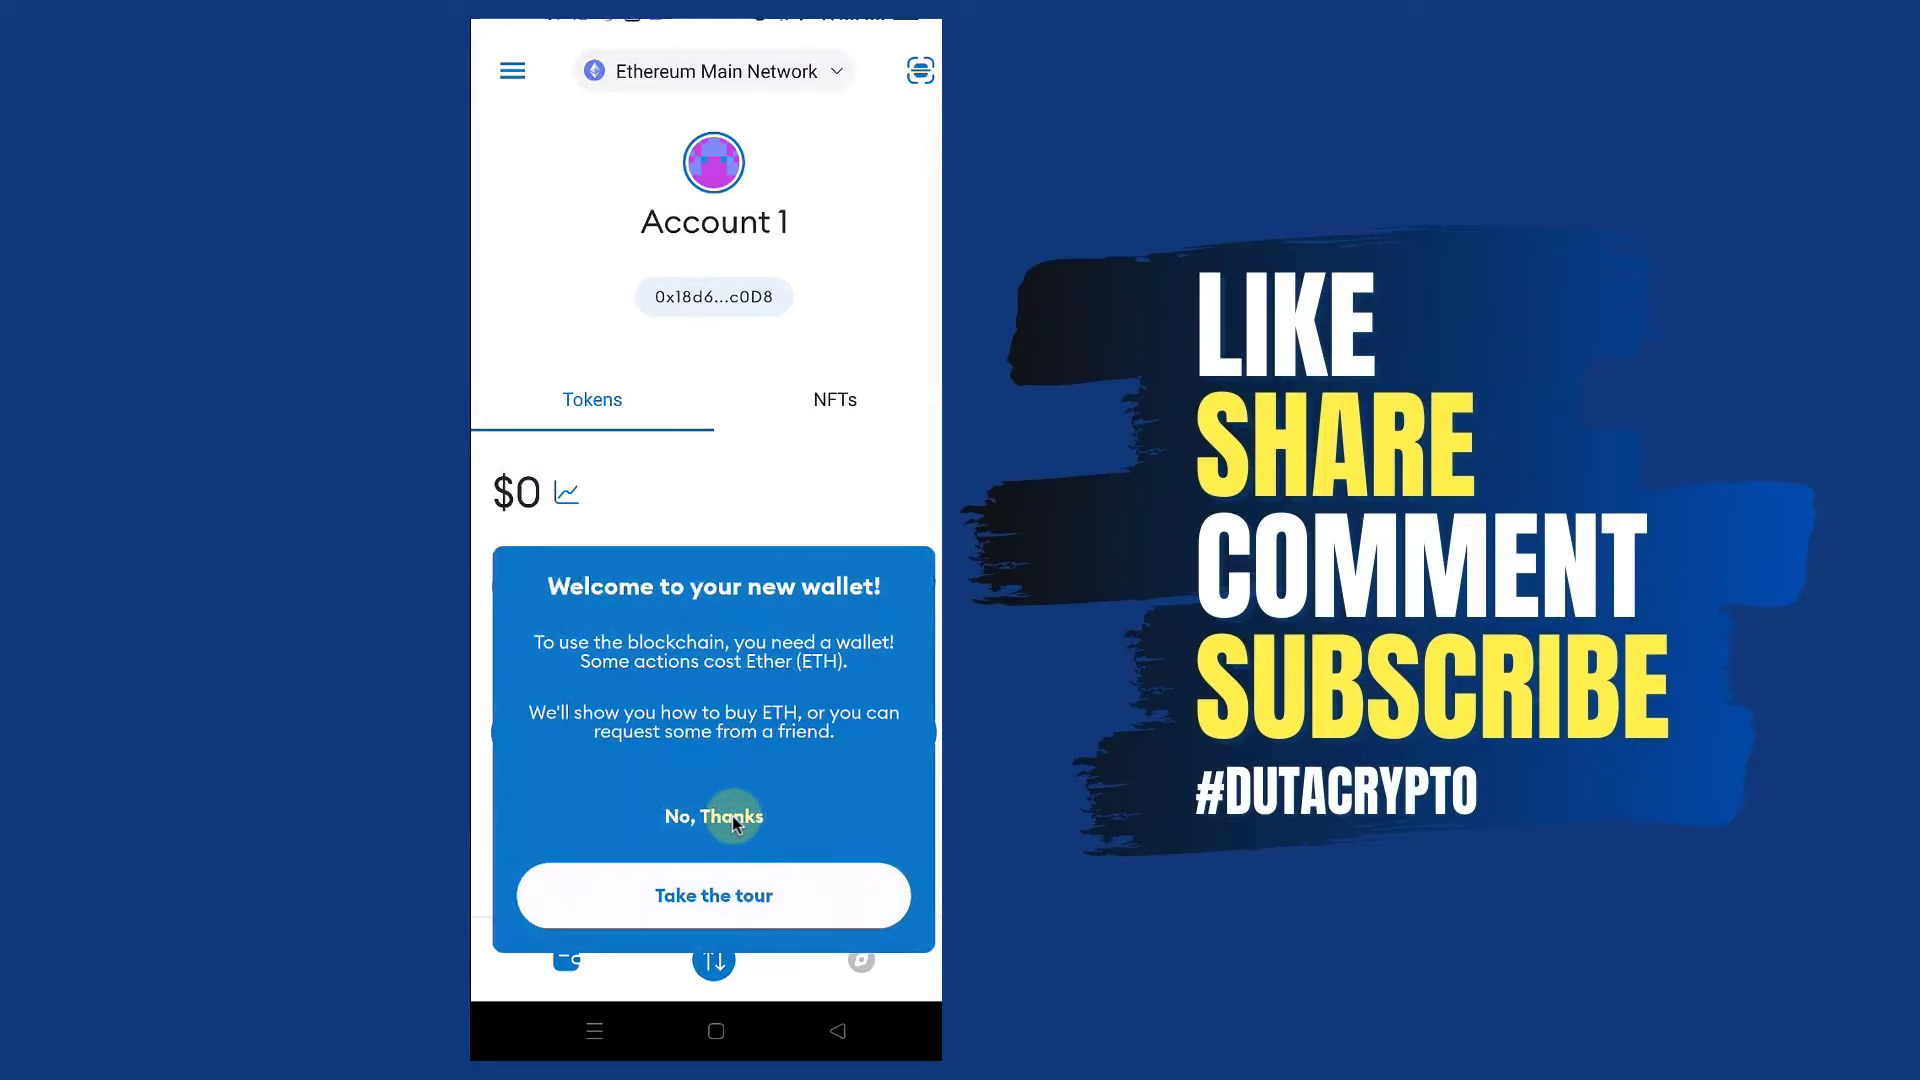 Ethereum Main Network
Account 1
0x18d6...c0D8
Tokens
NFTs
$0
Welcome to your new wallet!
To use the blockchain, you need a wallet!
Some actions cost Ether (ETH).
We'll show you how to buy ETH, or you can
request some from a friend.
No, Thanks
Take the tour
LIKE
SHARE
COMMENT
SUBSCRIBE
#DUTACRYPTO